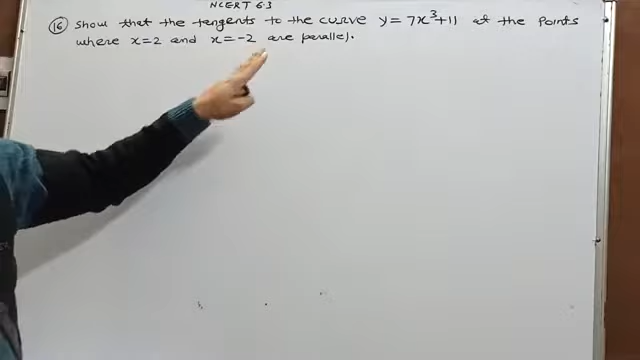 NCERT 6.3
16 Show that the tangents to the curve y = 7x³+11 at the points
where x=2 and x=-2 are parallel.